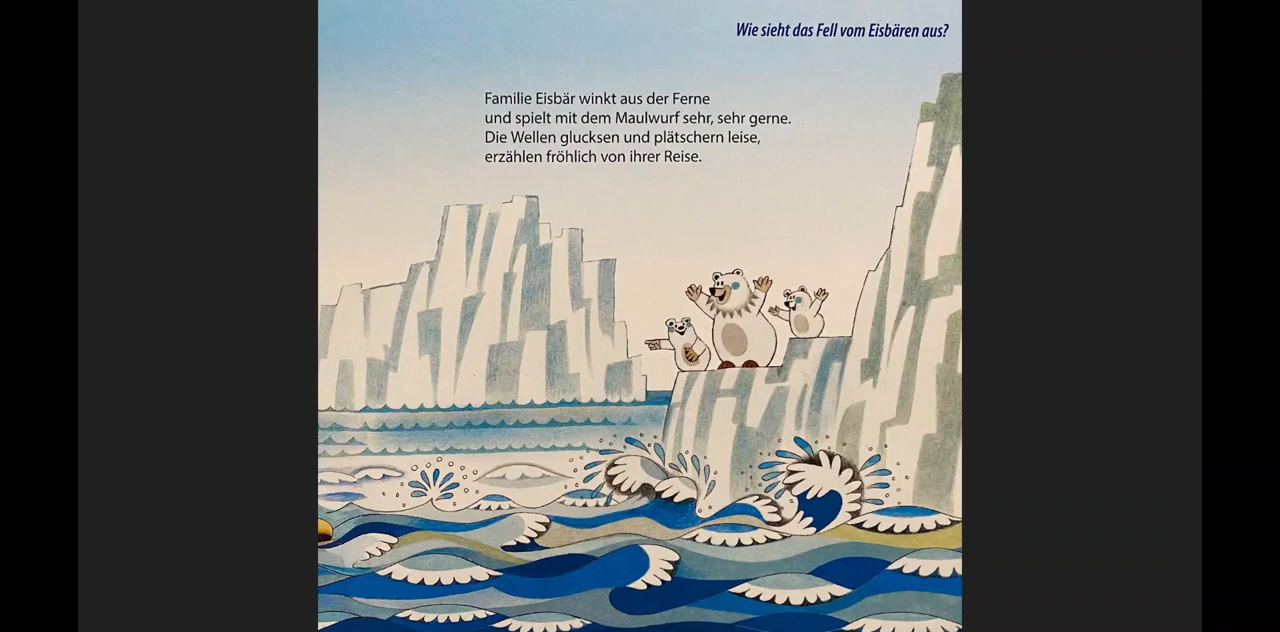 Wie sieht das Fell vom Eisbären aus?
Familie Eisbär winkt aus der Ferne
und spielt mit dem Maulwurf sehr, sehr gerne.
Die Wellen glucksen und plätschern leise,
erzählen fröhlich von ihrer Reise.